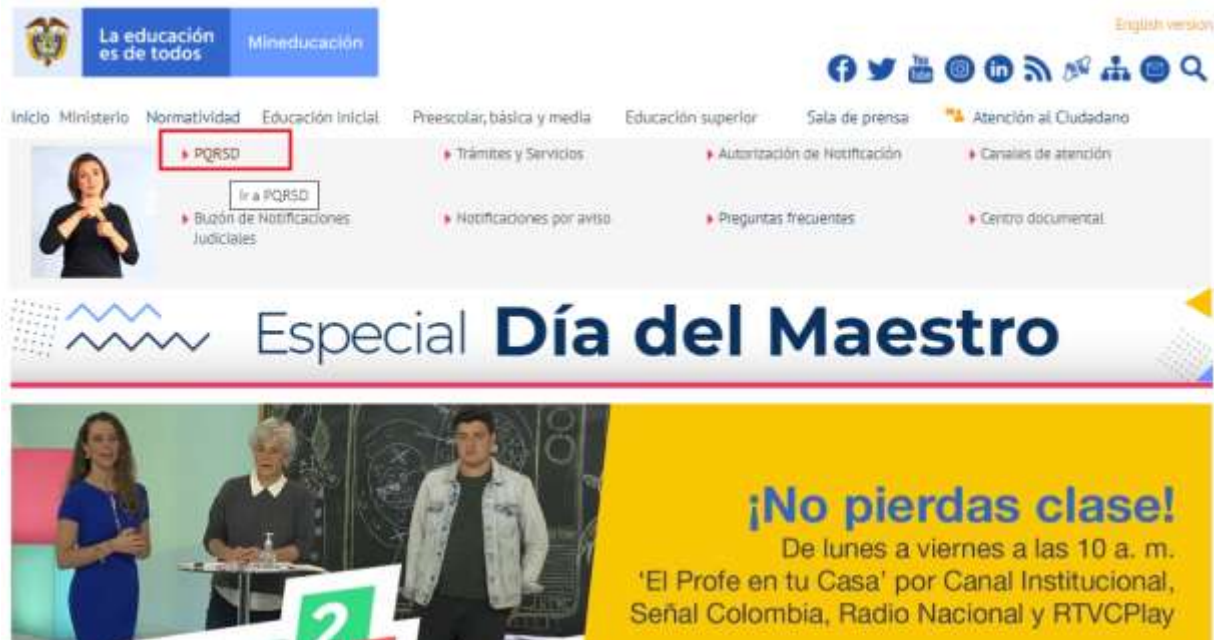 La educación
es de todos
Mineducación
English version
You
Tube
Inicio Ministerio Normatividad Educación Inicial Preescolar, básica y media Educación superior Sala de prensa Atención al Ciudadano
PQRSD Trámites y Servicios Autorización de Notificación Canales de atención
Ir a PQRSD
Buzón de Notificaciones Notificaciones por aviso Preguntas frecuentes Centro documental
Judiciales
Especial Día del Maestro
¡No pierdas clase!
De lunes a viernes a las 10 a. m.
'El Profe en tu Casa' por Canal Institucional,
Señal Colombia, Radio Nacional y RTVCPlay
2